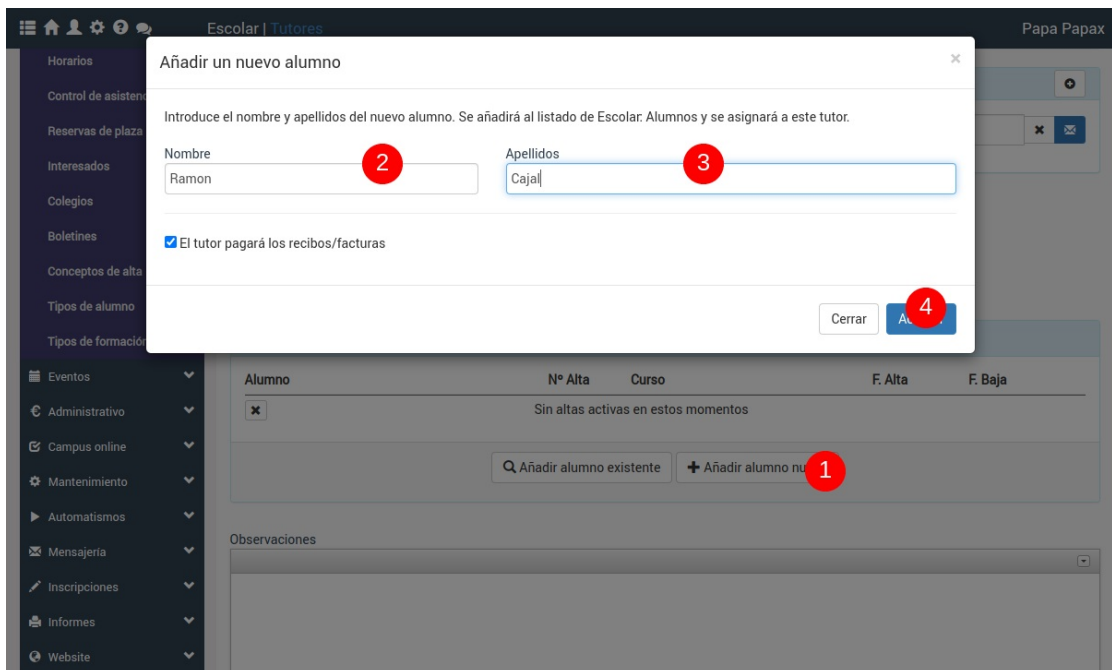 Escolar | Tutores
Papa Papax
Horarios
Control de
Reservas de plaza
Interesados
Colegios
Boletines
Conceptos de alta
Tipos de alumno
Tipos de formación
Eventos
Administrativo
Campus online
Mantenimiento
Automatismos
Mensajería
Inscripciones
Informes
Website
Añadir un nuevo alumno
×
Introduce el nombre y apellidos del nuevo alumno. Se añadirá al listado de Escolar: Alumnos y se asignará a este tutor.
Nombre
2
Apellidos
3
Ramon
Cajal
El tutor pagará los recibos/facturas
Cerrar
4
Alumno
Nº Alta
Curso
F. Alta
F. Baja
Sin altas activas en estos momentos
Añadir alumno existente
Añadir alumno
1
Observaciones